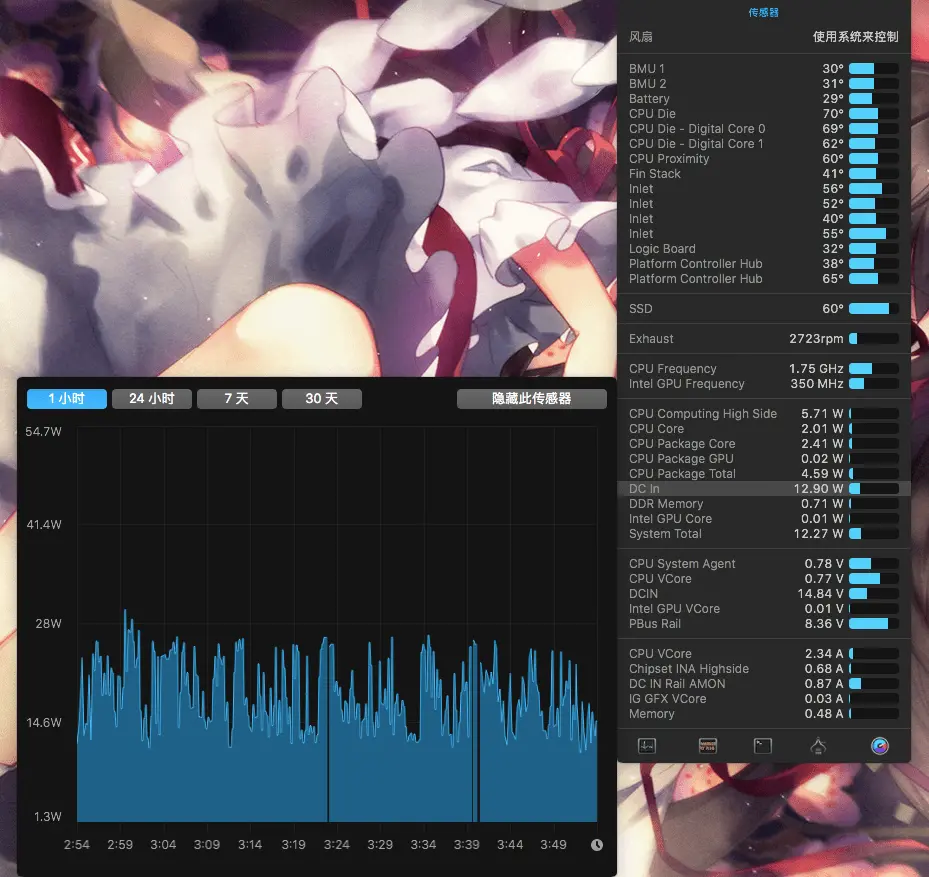 传感器
风扇 使用系统来控制
BMU 1 30°
BMU 2 31°
Battery 29°
CPU Die 70°
CPU Die - Digital Core 0 69°
CPU Die - Digital Core 1 62°
CPU Proximity 60°
Fin Stack 41°
Inlet 56°
Inlet 52°
Inlet 40°
Inlet 55°
Logic Board 32°
Platform Controller Hub 38°
Platform Controller Hub 65°
SSD 60°
Exhaust 2723rpm
CPU Frequency 1.75 GHz
Intel GPU Frequency 350 MHz
CPU Computing High Side 5.71 W
CPU Core 2.01 W
CPU Package Core 2.41 W
CPU Package GPU 0.02 W
CPU Package Total 4.59 W
DC In 12.90 W
DDR Memory 0.71 W
Intel GPU Core 0.01 W
System Total 12.27 W
CPU System Agent 0.78 V
CPU VCore 0.77 V
DCIN 14.84 V
Intel GPU VCore 0.01 V
PBus Rail 8.36 V
CPU VCore 2.34 A
Chipset INA Highside 0.68 A
DC IN Rail AMON 0.87 A
IG GFX VCore 0.03 A
Memory 0.48 A
1 小时 24 小时 7 天 30 天 隐藏此传感器
54.7W
41.4W
28W
14.6W
1.3W
2:54 2:59 3:04 3:09 3:14 3:19 3:24 3:29 3:34 3:39 3:44 3:49